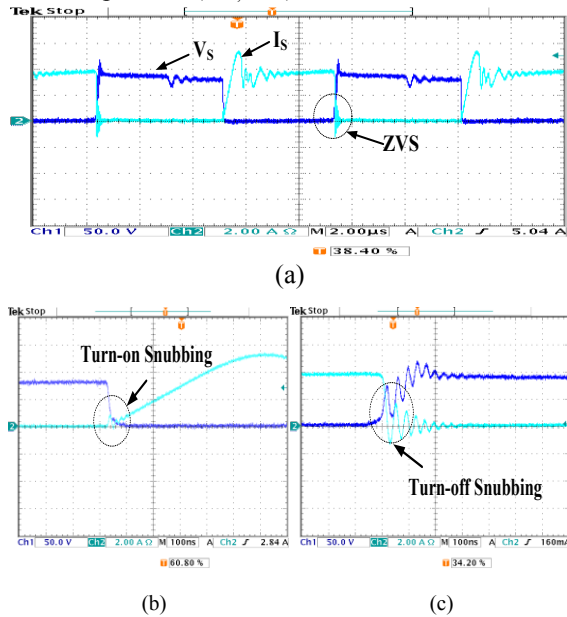 Tek Stop
T
T
V_S
I_S
2
ZVS
Ch1 50.0 V Ch2 2.00 A Ω M 2.00µs A Ch2 ʃ 5.04 A
T 38.40 %
(a)
Tek Stop
T
T
Turn-on Snubbing
2
Ch1 50.0 V Ch2 2.00 A Ω M 100ns A Ch2 ʃ 2.84 A
T 60.80 %
(b)
Tek Stop
T
T
2
Turn-off Snubbing
Ch1 50.0 V Ch2 2.00 A Ω M 100ns A Ch2 ʃ 160mA
T 34.20 %
(c)